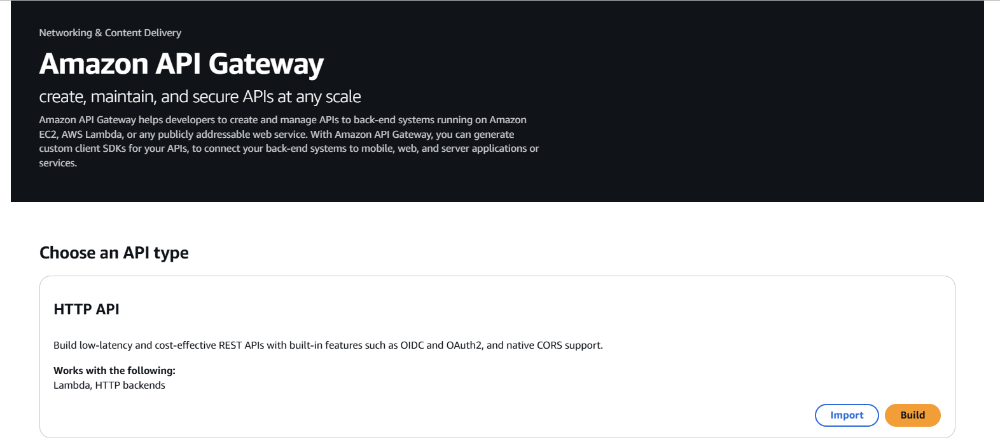 Networking & Content Delivery
Amazon API Gateway
create, maintain, and secure APIs at any scale
Amazon API Gateway helps developers to create and manage APIs to back-end systems running on Amazon
EC2, AWS Lambda, or any publicly addressable web service. With Amazon API Gateway, you can generate
custom client SDKs for your APIs, to connect your back-end systems to mobile, web, and server applications or
services.
Choose an API type
HTTP API
Build low-latency and cost-effective REST APIs with built-in features such as OIDC and OAuth2, and native CORS support.
Works with the following:
Lambda, HTTP backends
Import Build